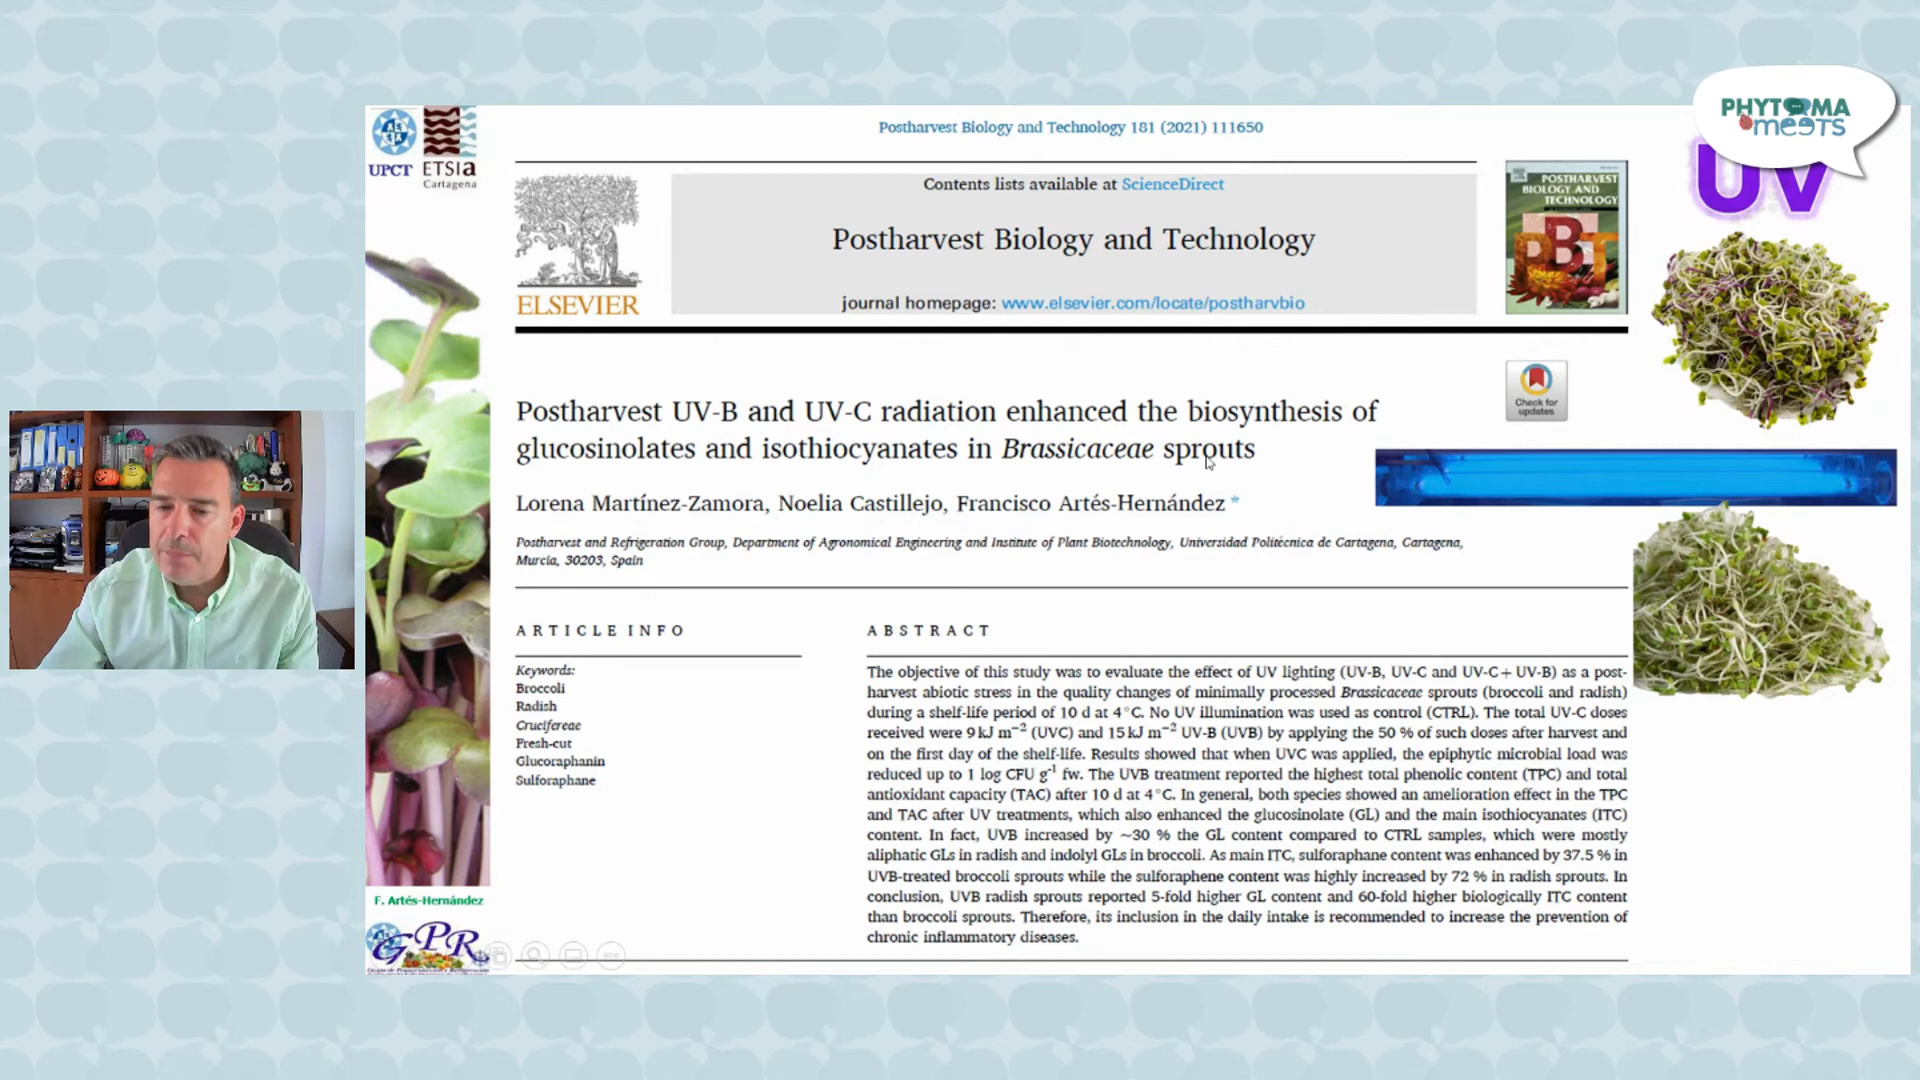 PHYTOMA
meets
UPCT
ETSIa
Cartagena
Postharvest Biology and Technology 181 (2021) 111650
Contents lists available at ScienceDirect
Postharvest Biology and Technology
journal homepage: www.elsevier.com/locate/postharvbio
ELSEVIER
POSTHARVEST
BIOLOGY AND
TECHNOLOGY
PBT
UV
Check for
updates
Postharvest UV-B and UV-C radiation enhanced the biosynthesis of
glucosinolates and isothiocyanates in Brassicaceae sprouts
Lorena Martínez-Zamora, Noelia Castillejo, Francisco Artés-Hernández *
Postharvest and Refrigeration Group, Department of Agronomical Engineering and Institute of Plant Biotechnology, Universidad Politécnica de Cartagena, Cartagena,
Murcia, 30203, Spain
ARTICLE INFO
Keywords:
Broccoli
Radish
Crucifereae
Fresh-cut
Glucoraphanin
Sulforaphane
ABSTRACT
The objective of this study was to evaluate the effect of UV lighting (UV-B, UV-C and UV-C+UV-B) as a post-
harvest abiotic stress in the quality changes of minimally processed Brassicaceae sprouts (broccoli and radish)
during a shelf-life period of 10 d at 4°C. No UV illumination was used as control (CTRL). The total UV-C doses
received were 9 kJ m⁻² (UVC) and 15 kJ m⁻² UV-B (UVB) by applying the 50 % of such doses after harvest and
on the first day of the shelf-life. Results showed that when UVC was applied, the epiphytic microbial load was
reduced up to 1 log CFU g⁻¹ fw. The UVB treatment reported the highest total phenolic content (TPC) and total
antioxidant capacity (TAC) after 10 d at 4°C. In general, both species showed an amelioration effect in the TPC
and TAC after UV treatments, which also enhanced the glucosinolate (GL) and the main isothiocyanates (ITC)
content. In fact, UVB increased by ~30 % the GL content compared to CTRL samples, which were mostly
aliphatic GLs in radish and indolyl GLs in broccoli. As main ITC, sulforaphane content was enhanced by 37.5 % in
UVB-treated broccoli sprouts while the sulforaphene content was highly increased by 72 % in radish sprouts. In
conclusion, UVB radish sprouts reported 5-fold higher GL content and 60-fold higher biologically ITC content
than broccoli sprouts. Therefore, its inclusion in the daily intake is recommended to increase the prevention of
chronic inflammatory diseases.
F. Artés-Hernández
GPR